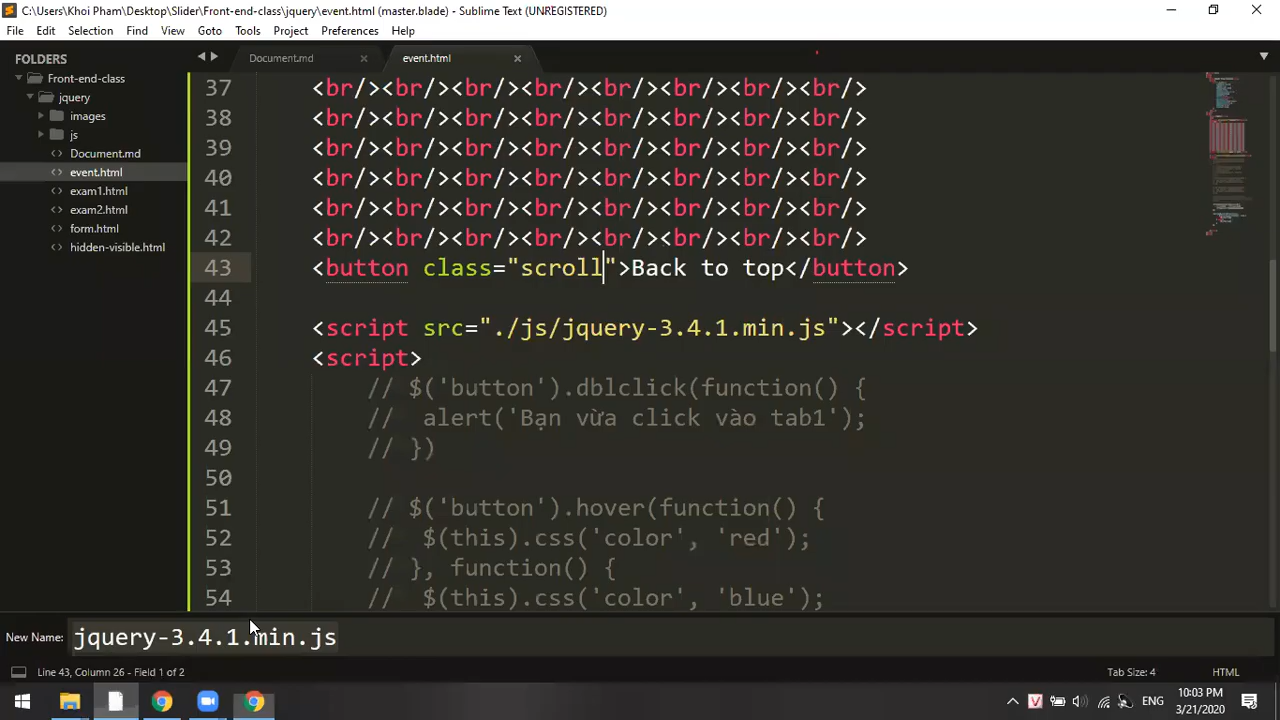 C:\Users\Khoi Pham\Desktop\Slider\Front-end-class\jquery\event.html (master.blade) - Sublime Text (UNREGISTERED)
File Edit Selection Find View Goto Tools Project Preferences Help
FOLDERS
Front-end-class
jquery
images
js
Document.md
event.html
exam1.html
exam2.html
form.html
hidden-visible.html
Document.md event.html
37 <br/><br/><br/><br/><br/><br/><br/><br/>
38 <br/><br/><br/><br/><br/><br/><br/><br/>
39 <br/><br/><br/><br/><br/><br/><br/><br/>
40 <br/><br/><br/><br/><br/><br/><br/><br/>
41 <br/><br/><br/><br/><br/><br/><br/><br/>
42 <br/><br/><br/><br/><br/><br/><br/><br/>
43 <button class="scroll">Back to top</button>
44
45 <script src="./js/jquery-3.4.1.min.js"></script>
46 <script>
47 // $('button').dblclick(function() {
48 // alert('Bạn vừa click vào tab1');
49 // })
50
51 // $('button').hover(function() {
52 // $(this).css('color', 'red');
53 // }, function() {
54 // $(this).css('color', 'blue');
New Name: jquery-3.4.1.min.js
Line 43, Column 26 - Field 1 of 2 Tab Size: 4 HTML
ENG
10:03 PM
3/21/2020